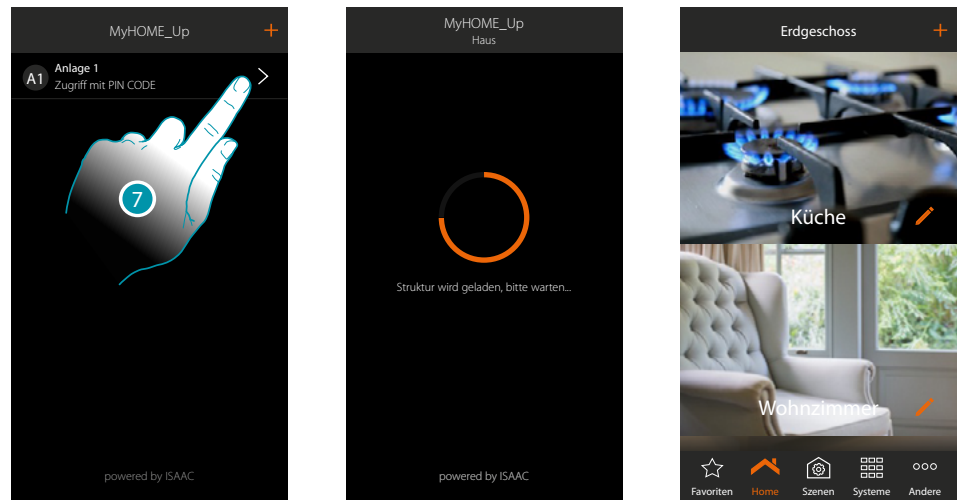 MyHOME_Up
A1
Anlage 1
Zugriff mit PIN CODE
7
powered by ISAAC
MyHOME_Up
Haus
Struktur wird geladen, bitte warten...
powered by ISAAC
Erdgeschoss
Küche
Wohnzimmer
Favoriten
Home
Szenen
Systeme
Andere